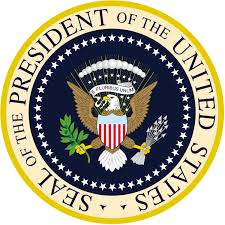 SEAL OF THE PRESIDENT OF THE UNITED STATES
E PLURIBUS UNUM